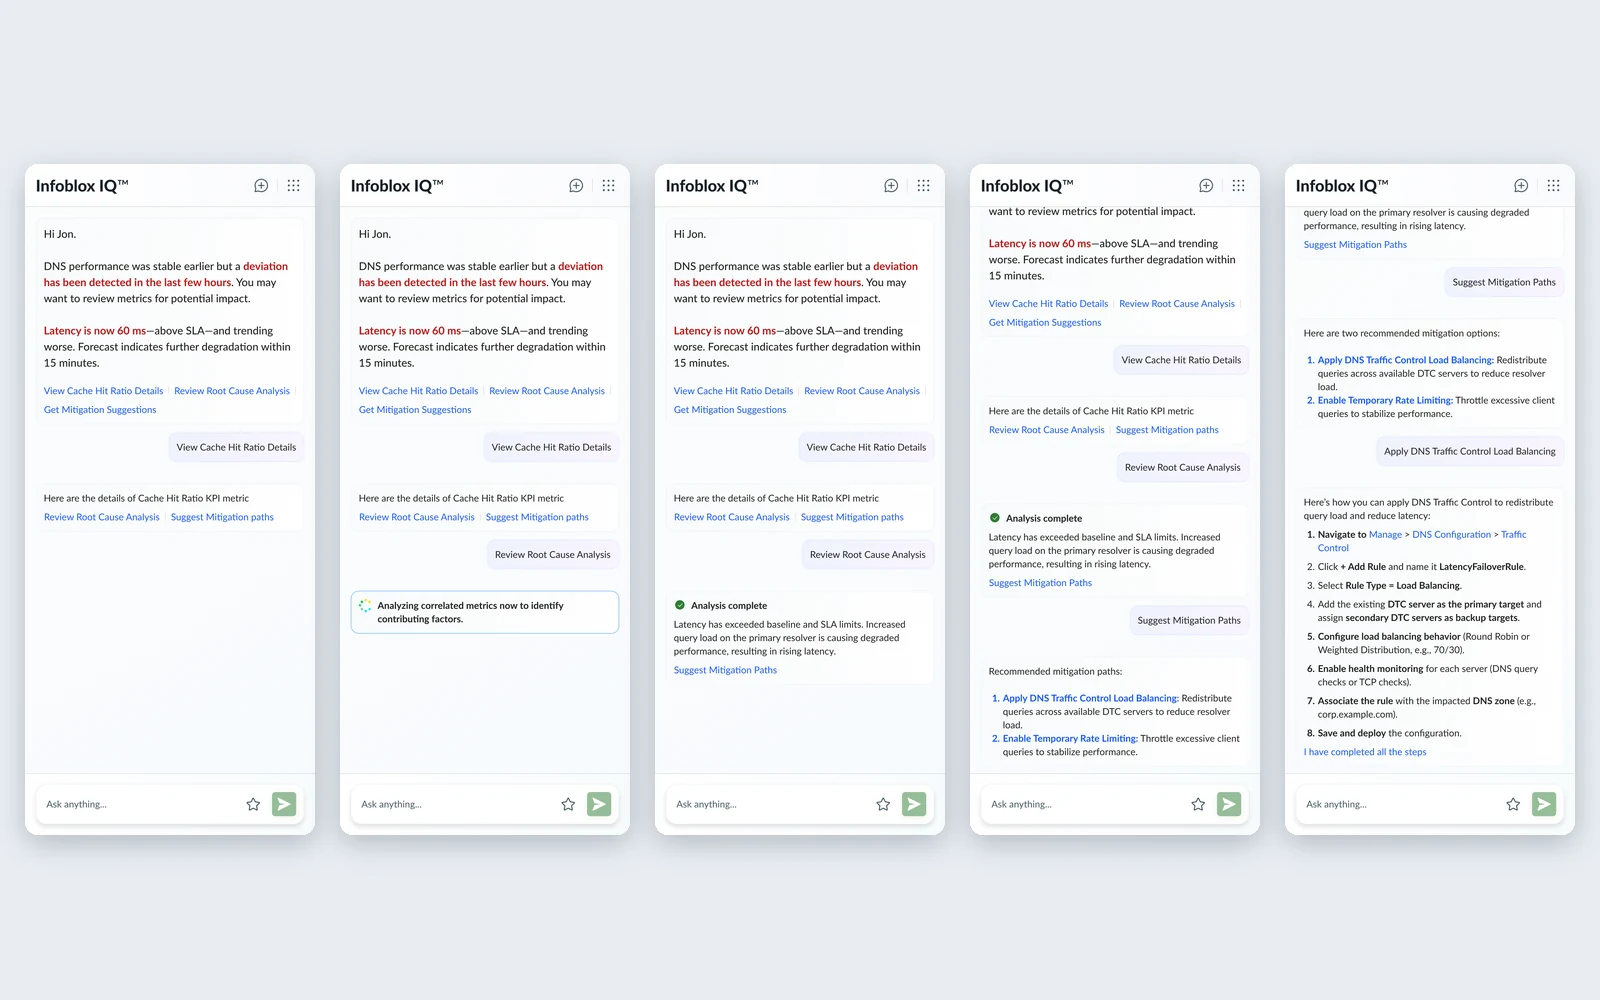 Infoblox IQ™
Hi Jon.
DNS performance was stable earlier but a deviation
has been detected in the last few hours. You may
want to review metrics for potential impact.
Latency is now 60 ms—above SLA—and trending
worse. Forecast indicates further degradation within
15 minutes.
View Cache Hit Ratio Details | Review Root Cause Analysis |
Get Mitigation Suggestions
View Cache Hit Ratio Details
Here are the details of Cache Hit Ratio KPI metric
Review Root Cause Analysis | Suggest Mitigation paths
Ask anything...
Infoblox IQ™
Hi Jon.
DNS performance was stable earlier but a deviation
has been detected in the last few hours. You may
want to review metrics for potential impact.
Latency is now 60 ms—above SLA—and trending
worse. Forecast indicates further degradation within
15 minutes.
View Cache Hit Ratio Details | Review Root Cause Analysis |
Get Mitigation Suggestions
View Cache Hit Ratio Details
Here are the details of Cache Hit Ratio KPI metric
Review Root Cause Analysis | Suggest Mitigation paths
Review Root Cause Analysis
Analyzing correlated metrics now to identify
contributing factors.
Ask anything...
Infoblox IQ™
Hi Jon.
DNS performance was stable earlier but a deviation
has been detected in the last few hours. You may
want to review metrics for potential impact.
Latency is now 60 ms—above SLA—and trending
worse. Forecast indicates further degradation within
15 minutes.
View Cache Hit Ratio Details | Review Root Cause Analysis |
Get Mitigation Suggestions
View Cache Hit Ratio Details
Here are the details of Cache Hit Ratio KPI metric
Review Root Cause Analysis | Suggest Mitigation paths
Review Root Cause Analysis
Analysis complete
Latency has exceeded baseline and SLA limits. Increased
query load on the primary resolver is causing degraded
performance, resulting in rising latency.
Suggest Mitigation Paths
Ask anything...
Infoblox IQ™
want to review metrics for potential impact.
Latency is now 60 ms—above SLA—and trending
worse. Forecast indicates further degradation within
15 minutes.
View Cache Hit Ratio Details | Review Root Cause Analysis |
Get Mitigation Suggestions
View Cache Hit Ratio Details
Here are the details of Cache Hit Ratio KPI metric
Review Root Cause Analysis | Suggest Mitigation paths
Review Root Cause Analysis
Analysis complete
Latency has exceeded baseline and SLA limits. Increased
query load on the primary resolver is causing degraded
performance, resulting in rising latency.
Suggest Mitigation Paths
Suggest Mitigation Paths
Recommended mitigation paths:
1. Apply DNS Traffic Control Load Balancing: Redistribute
queries across available DTC servers to reduce resolver
load.
2. Enable Temporary Rate Limiting: Throttle excessive client
queries to stabilize performance.
Ask anything...
Infoblox IQ™
query load on the primary resolver is causing degraded
performance, resulting in rising latency.
Suggest Mitigation Paths
Suggest Mitigation Paths
Here are two recommended mitigation options:
1. Apply DNS Traffic Control Load Balancing: Redistribute
queries across available DTC servers to reduce resolver
load.
2. Enable Temporary Rate Limiting: Throttle excessive client
queries to stabilize performance.
Apply DNS Traffic Control Load Balancing
Here's how you can apply DNS Traffic Control to redistribute
query load and reduce latency:
1. Navigate to Manage > DNS Configuration > Traffic
Control
2. Click + Add Rule and name it LatencyFailoverRule.
3. Select Rule Type = Load Balancing.
4. Add the existing DTC server as the primary target and
assign secondary DTC servers as backup targets.
5. Configure load balancing behavior (Round Robin or
Weighted Distribution, e.g., 70/30).
6. Enable health monitoring for each server (DNS query
checks or TCP checks).
7. Associate the rule with the impacted DNS zone (e.g.,
corp.example.com).
8. Save and deploy the configuration.
I have completed all the steps
Ask anything...